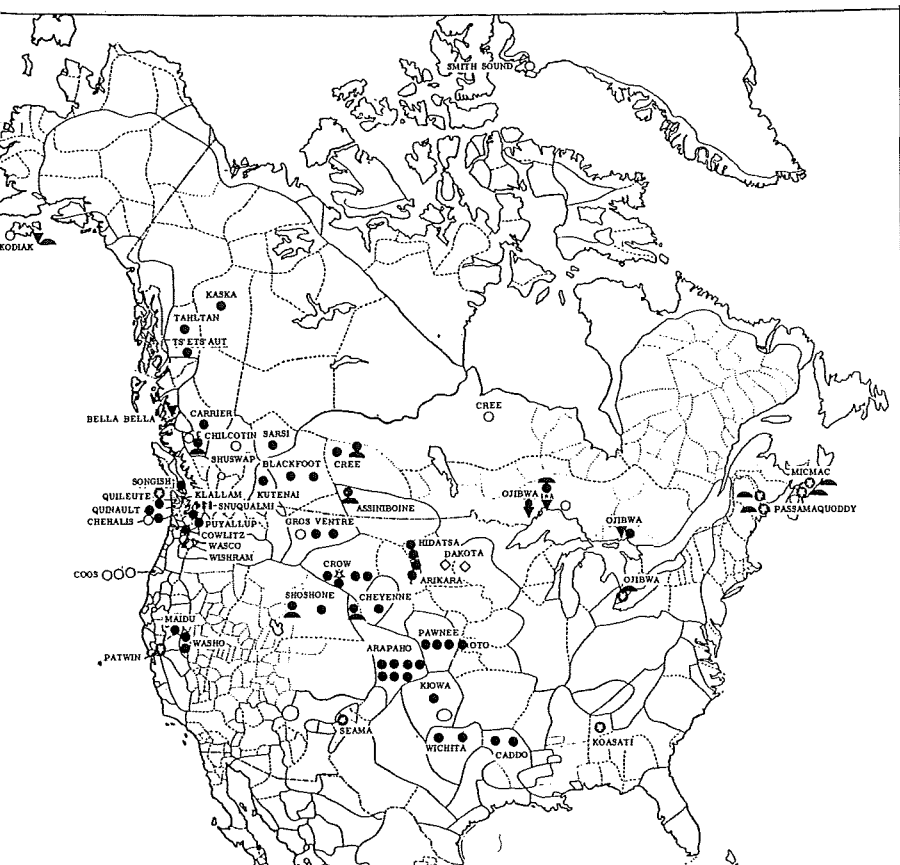 SMITH SOUND
KODIAK
KASKA
TAHLTAN
TS'ETS'AUT
BELLA BELLA
CARRIER
CREE
CHILCOTIN
SARSI
SHUSWAP
BLACKFOOT
CREE
MICMAC
SONGISH
QUILEUTE
KLALLAM
KUTENAI
OJIBWA
QUINAULT
SNUQUALMI
ASSINIBOINE
PASSAMAQUODDY
CHEHALIS
PUYALLUP
GROS VENTRE
OJIBWA
COWLITZ
WASCO
HIDATSA
WISHRAM
DAKOTA
CROW
COOS
ARIKARA
OJIBWA
SHOSHONE
CHEYENNE
MAIDU
PAWNEE
WASHO
OTO
PATWIN
ARAPAHO
KIOWA
SEAMA
WICHITA
CADDO
KOASATI